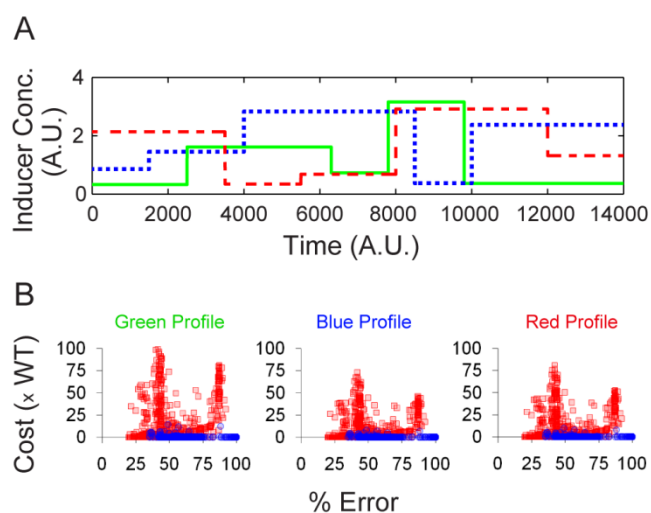 A
Inducer Conc.
(A.U.)
4
2
0
0 2000 4000 6000 8000 10000 12000 14000
Time (A.U.)
B
Green Profile Blue Profile Red Profile
Cost (x WT)
100 100 100
75 75 75
50 50 50
25 25 25
0 0 0
0 25 50 75 100 0 25 50 75 100 0 25 50 75 100
% Error